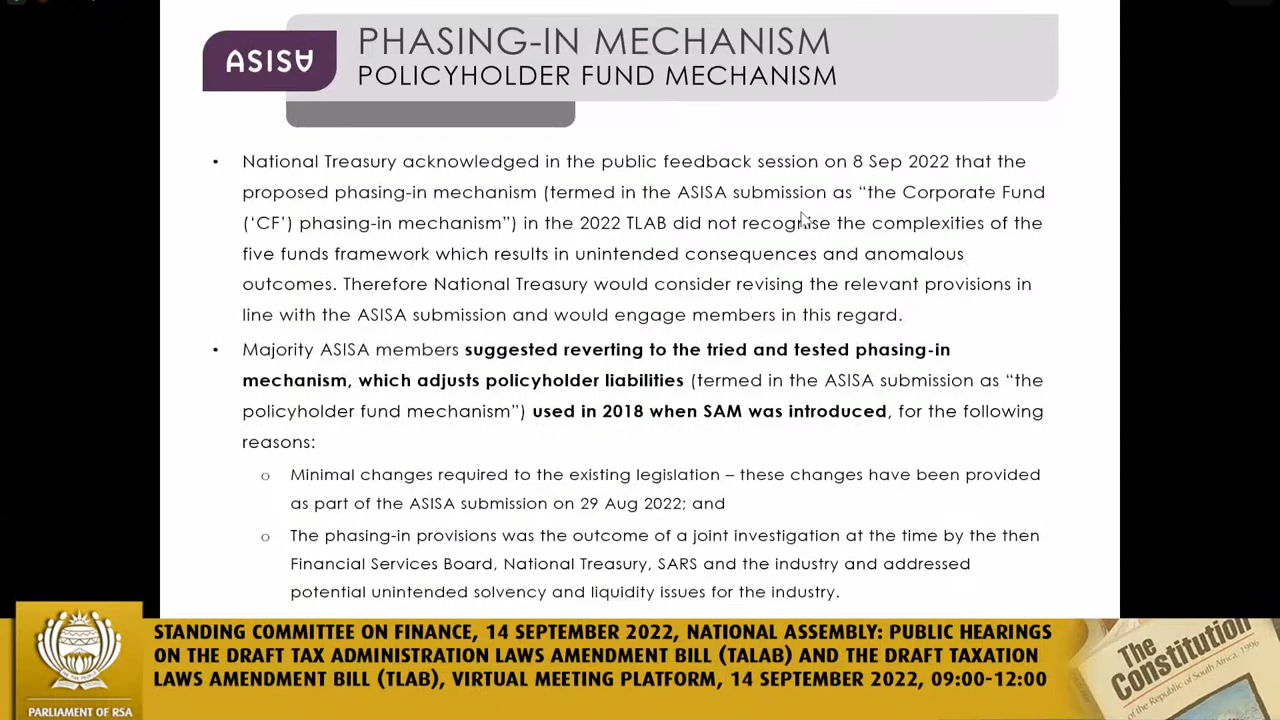 ASISA
PHASING-IN MECHANISM
POLICYHOLDER FUND MECHANISM
• National Treasury acknowledged in the public feedback session on 8 Sep 2022 that the
proposed phasing-in mechanism (termed in the ASISA submission as “the Corporate Fund
(‘CF’) phasing-in mechanism”) in the 2022 TLAB did not recognise the complexities of the
five funds framework which results in unintended consequences and anomalous
outcomes. Therefore National Treasury would consider revising the relevant provisions in
line with the ASISA submission and would engage members in this regard.
• Majority ASISA members suggested reverting to the tried and tested phasing-in
mechanism, which adjusts policyholder liabilities (termed in the ASISA submission as “the
policyholder fund mechanism”) used in 2018 when SAM was introduced, for the following
reasons:
o Minimal changes required to the existing legislation – these changes have been provided
as part of the ASISA submission on 29 Aug 2022; and
o The phasing-in provisions was the outcome of a joint investigation at the time by the then
Financial Services Board, National Treasury, SARS and the industry and addressed
potential unintended solvency and liquidity issues for the industry.
STANDING COMMITTEE ON FINANCE, 14 SEPTEMBER 2022, NATIONAL ASSEMBLY: PUBLIC HEARINGS
ON THE DRAFT TAX ADMINISTRATION LAWS AMENDMENT BILL (TALAB) AND THE DRAFT TAXATION
LAWS AMENDMENT BILL (TLAB), VIRTUAL MEETING PLATFORM, 14 SEPTEMBER 2022, 09:00-12:00
PARLIAMENT OF RSA
The
Constitution
of the Republic of South Africa, 1996